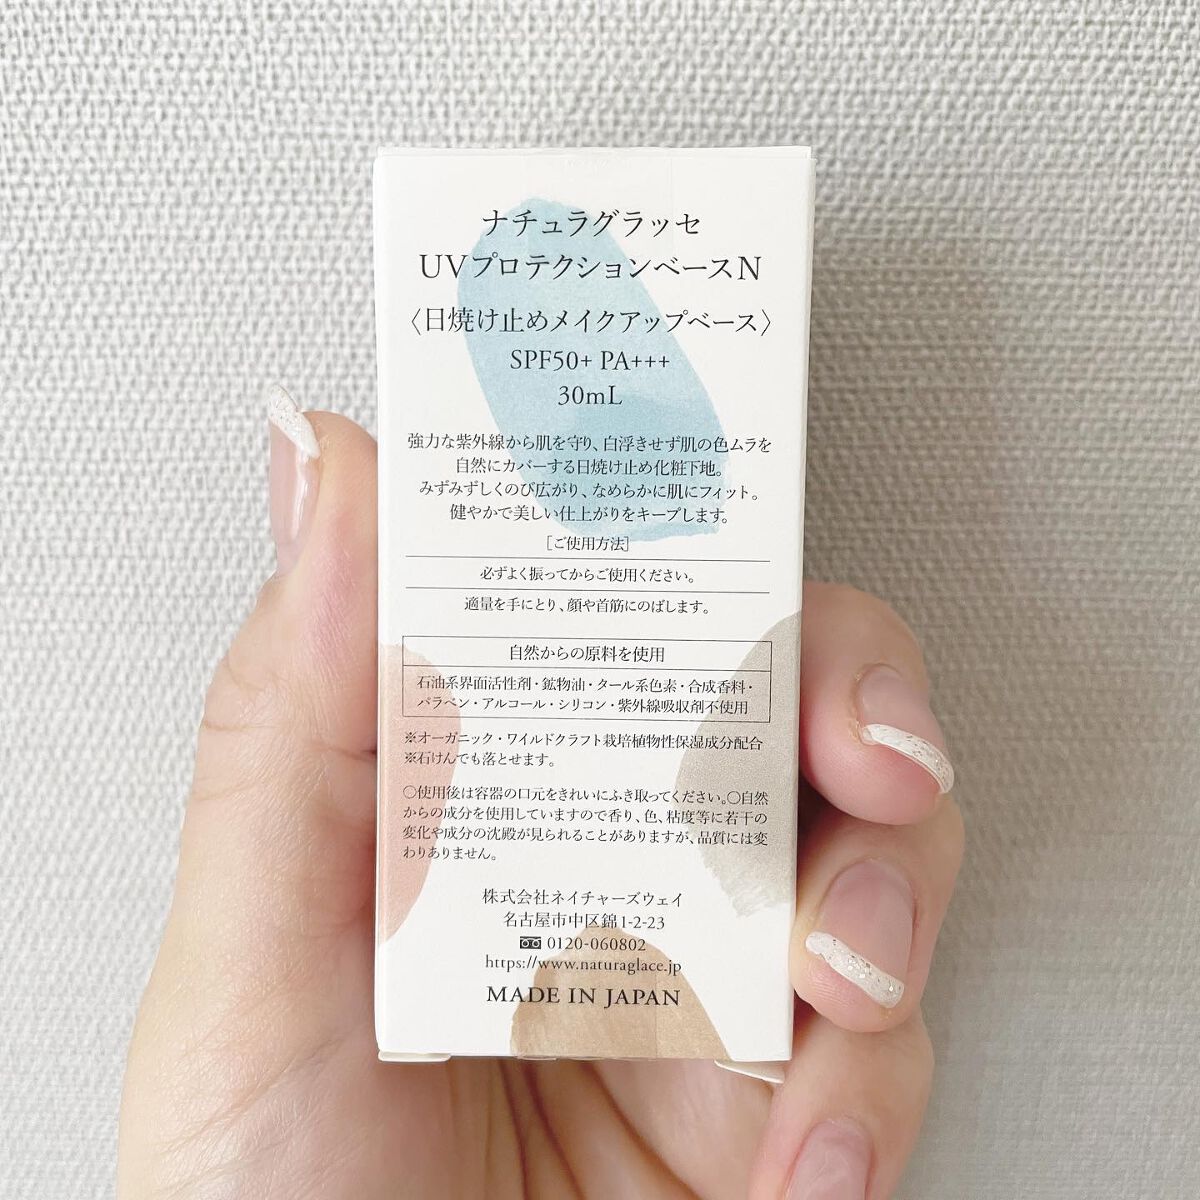 ナチュラグラッセ
UVプロテクションベースN
〈日焼け止めメイクアップベース〉
SPF50+ PA+++
30mL
強力な紫外線から肌を守り、白浮きせず肌の色ムラを
自然にカバーする日焼け止め化粧下地。
みずみずしくのび広がり、なめらかに肌にフィット。
健やかで美しい仕上がりをキープします。
[ご使用方法]
必ずよく振ってからご使用ください。
適量を手にとり、顔や首筋にのばします。
自然からの原料を使用
石油系界面活性剤・鉱物油・タール系色素・合成香料・
パラベン・アルコール・シリコン・紫外線吸収剤不使用
※オーガニック・ワイルドクラフト栽培植物性保湿成分配合
※石けんでも落とせます。
○使用後は容器の口元をきれいにふき取ってください。○自然
からの成分を使用していますので香り、色、粘度等に若干の
変化や成分の沈殿が見られることがありますが、品質には変
わりありません。
株式会社ネイチャーズウェイ
名古屋市中区錦1-2-23
0120-060802
https://www.naturaglace.jp
MADE IN JAPAN